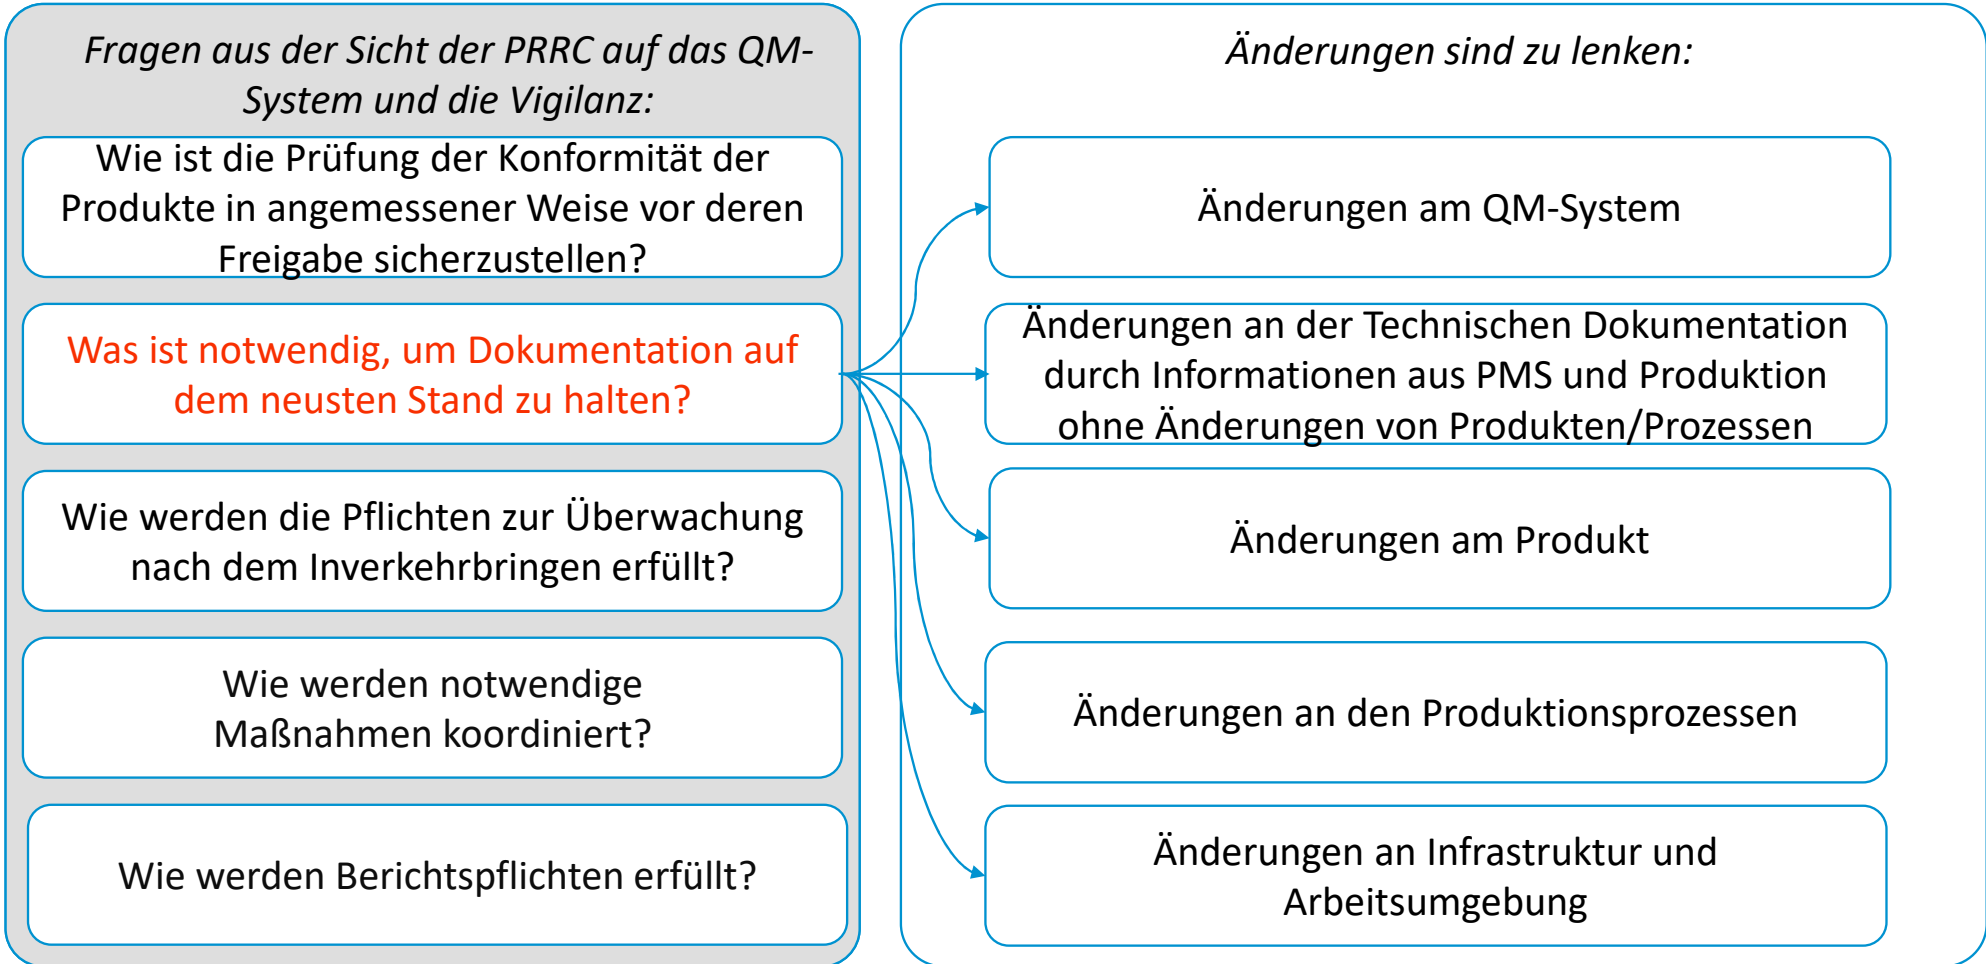 Fragen aus der Sicht der PRRC auf das QM-
System und die Vigilanz:
Wie ist die Prüfung der Konformität der
Produkte in angemessener Weise vor deren
Freigabe sicherzustellen?
Was ist notwendig, um Dokumentation auf
dem neusten Stand zu halten?
Wie werden die Pflichten zur Überwachung
nach dem Inverkehrbringen erfüllt?
Wie werden notwendige
Maßnahmen koordiniert?
Wie werden Berichtspflichten erfüllt?
Änderungen sind zu lenken:
Änderungen am QM-System
Änderungen an der Technischen Dokumentation
durch Informationen aus PMS und Produktion
ohne Änderungen von Produkten/Prozessen
Änderungen am Produkt
Änderungen an den Produktionsprozessen
Änderungen an Infrastruktur und
Arbeitsumgebung